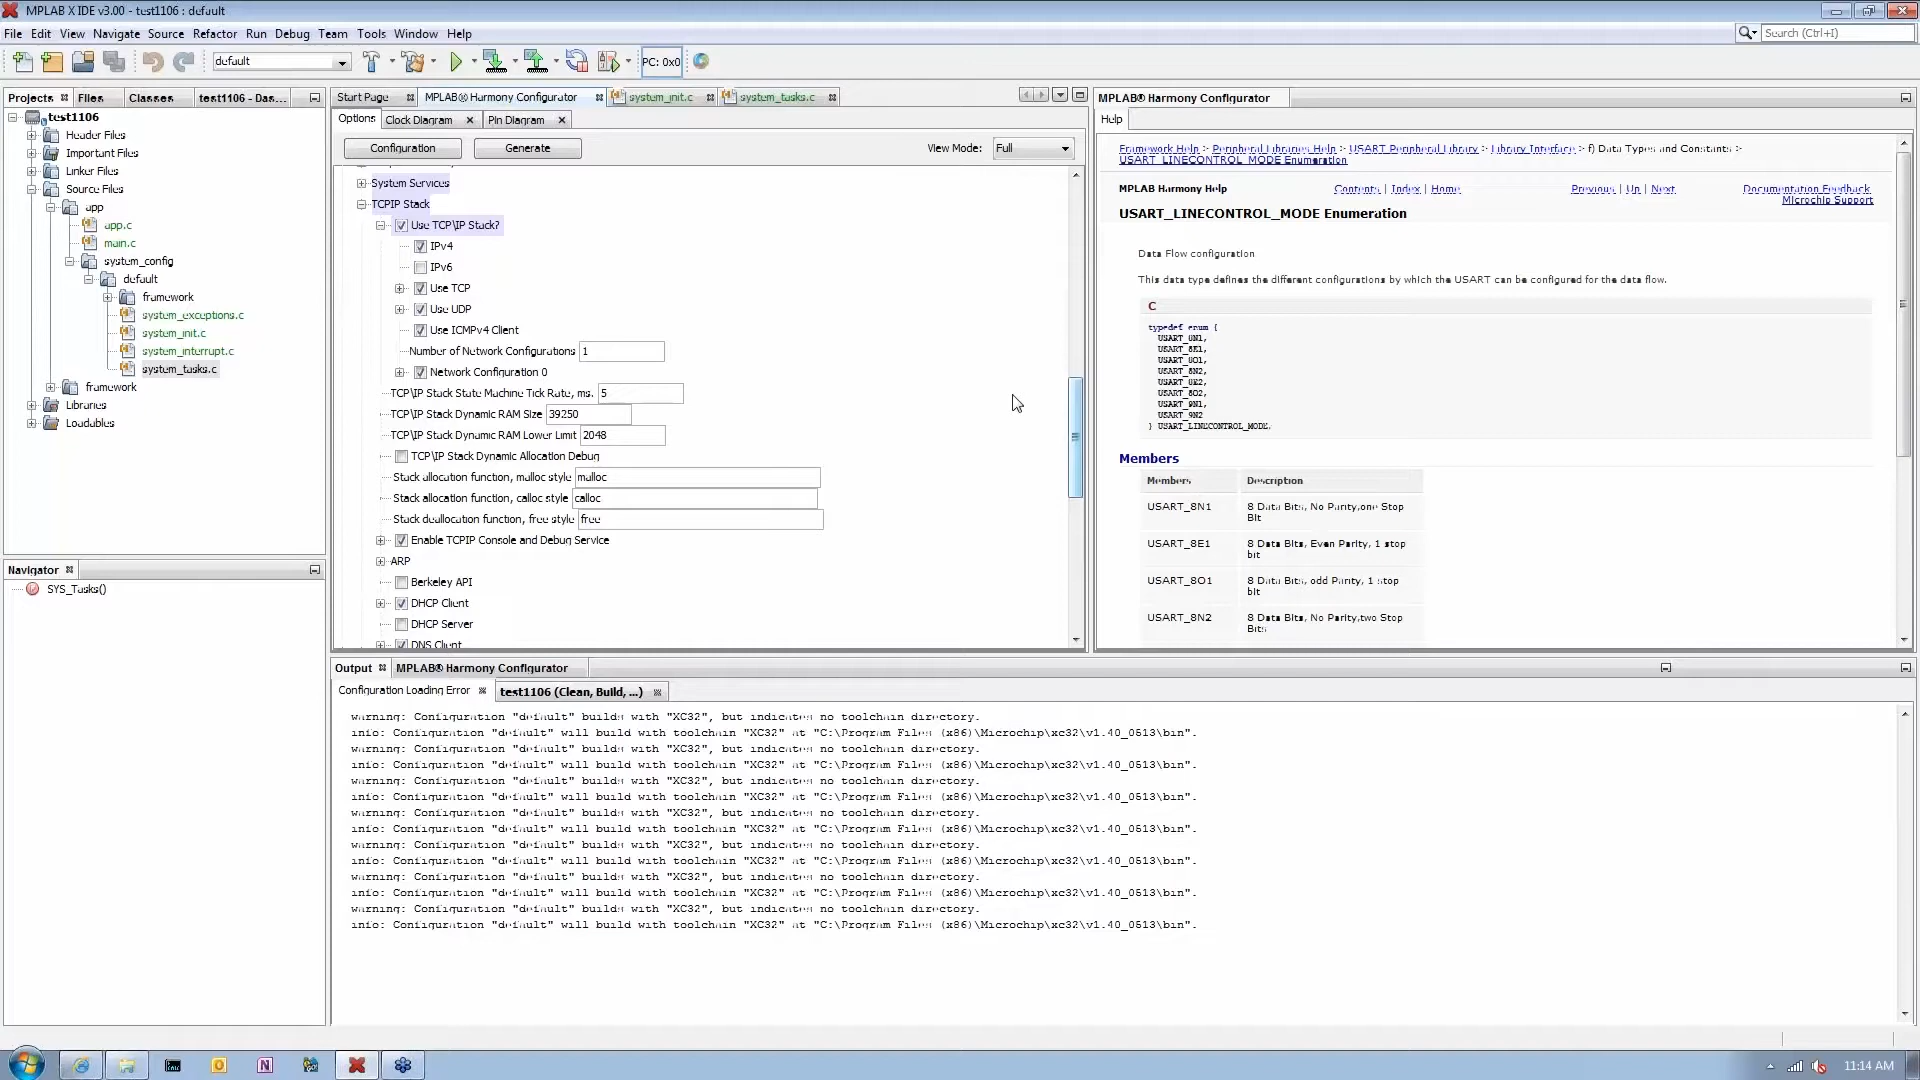 MPLAB X IDE v3.00 - test1106 : default
File Edit View Navigate Source Refactor Run Debug Team Tools Window Help
Search (Ctrl+I)
default
PC: 0x0
Projects Files Classes test1106 - Das...
test1106
Header Files
Important Files
Linker Files
Source Files
app
app.c
main.c
system_config
default
framework
system_exceptions.c
system_init.c
system_interrupt.c
system_tasks.c
framework
Libraries
Loadables
Navigator
SYS_Tasks()
Start Page MPLAB® Harmony Configurator system_init.c system_tasks.c
Options Clock Diagram Pin Diagram
Configuration Generate View Mode: Full
System Services
TCPIP Stack
Use TCP\IP Stack?
IPv4
IPv6
Use TCP
Use UDP
Use ICMPv4 Client
Number of Network Configurations 1
Network Configuration 0
TCP\IP Stack State Machine Tick Rate, ms. 5
TCP\IP Stack Dynamic RAM Size 39250
TCP\IP Stack Dynamic RAM Lower Limit 2048
TCP\IP Stack Dynamic Allocation Debug
Stack allocation function, malloc style malloc
Stack allocation function, calloc style calloc
Stack deallocation function, free style free
Enable TCPIP Console and Debug Service
ARP
Berkeley API
DHCP Client
DHCP Server
DNS Client
MPLAB® Harmony Configurator
Help
Framework Help > Peripheral Libraries Help > USART Peripheral Library > Library Interface > f) Data Types and Constants >
USART_LINECONTROL_MODE Enumeration
MPLAB Harmony Help Contents | Index | Home Previous | Up | Next Documentation Feedback
Microchip Support
USART_LINECONTROL_MODE Enumeration
Data Flow configuration
This data type defines the different configurations by which the USART can be configured for the data flow.
C
typedef enum {
USART_8N1,
USART_8E1,
USART_8O1,
USART_8N2,
USART_8E2,
USART_8O2,
USART_9N1,
USART_9N2
} USART_LINECONTROL_MODE;
Members
Members Description
USART_8N1 8 Data Bits, No Parity,one Stop
Bit
USART_8E1 8 Data Bits, Even Parity, 1 stop
bit
USART_8O1 8 Data Bits, odd Parity, 1 stop
bit
USART_8N2 8 Data Bits, No Parity,two Stop
Bits
Output MPLAB® Harmony Configurator
Configuration Loading Error test1106 (Clean, Build, ...)
warning: Configuration "default" builds with "XC32", but indicates no toolchain directory.
info: Configuration "default" will build with toolchain "XC32" at "C:\Program Files (x86)\Microchip\xc32\v1.40_0513\bin".
warning: Configuration "default" builds with "XC32", but indicates no toolchain directory.
info: Configuration "default" will build with toolchain "XC32" at "C:\Program Files (x86)\Microchip\xc32\v1.40_0513\bin".
warning: Configuration "default" builds with "XC32", but indicates no toolchain directory.
info: Configuration "default" will build with toolchain "XC32" at "C:\Program Files (x86)\Microchip\xc32\v1.40_0513\bin".
warning: Configuration "default" builds with "XC32", but indicates no toolchain directory.
info: Configuration "default" will build with toolchain "XC32" at "C:\Program Files (x86)\Microchip\xc32\v1.40_0513\bin".
warning: Configuration "default" builds with "XC32", but indicates no toolchain directory.
info: Configuration "default" will build with toolchain "XC32" at "C:\Program Files (x86)\Microchip\xc32\v1.40_0513\bin".
warning: Configuration "default" builds with "XC32", but indicates no toolchain directory.
info: Configuration "default" will build with toolchain "XC32" at "C:\Program Files (x86)\Microchip\xc32\v1.40_0513\bin".
warning: Configuration "default" builds with "XC32", but indicates no toolchain directory.
info: Configuration "default" will build with toolchain "XC32" at "C:\Program Files (x86)\Microchip\xc32\v1.40_0513\bin".
11:14 AM